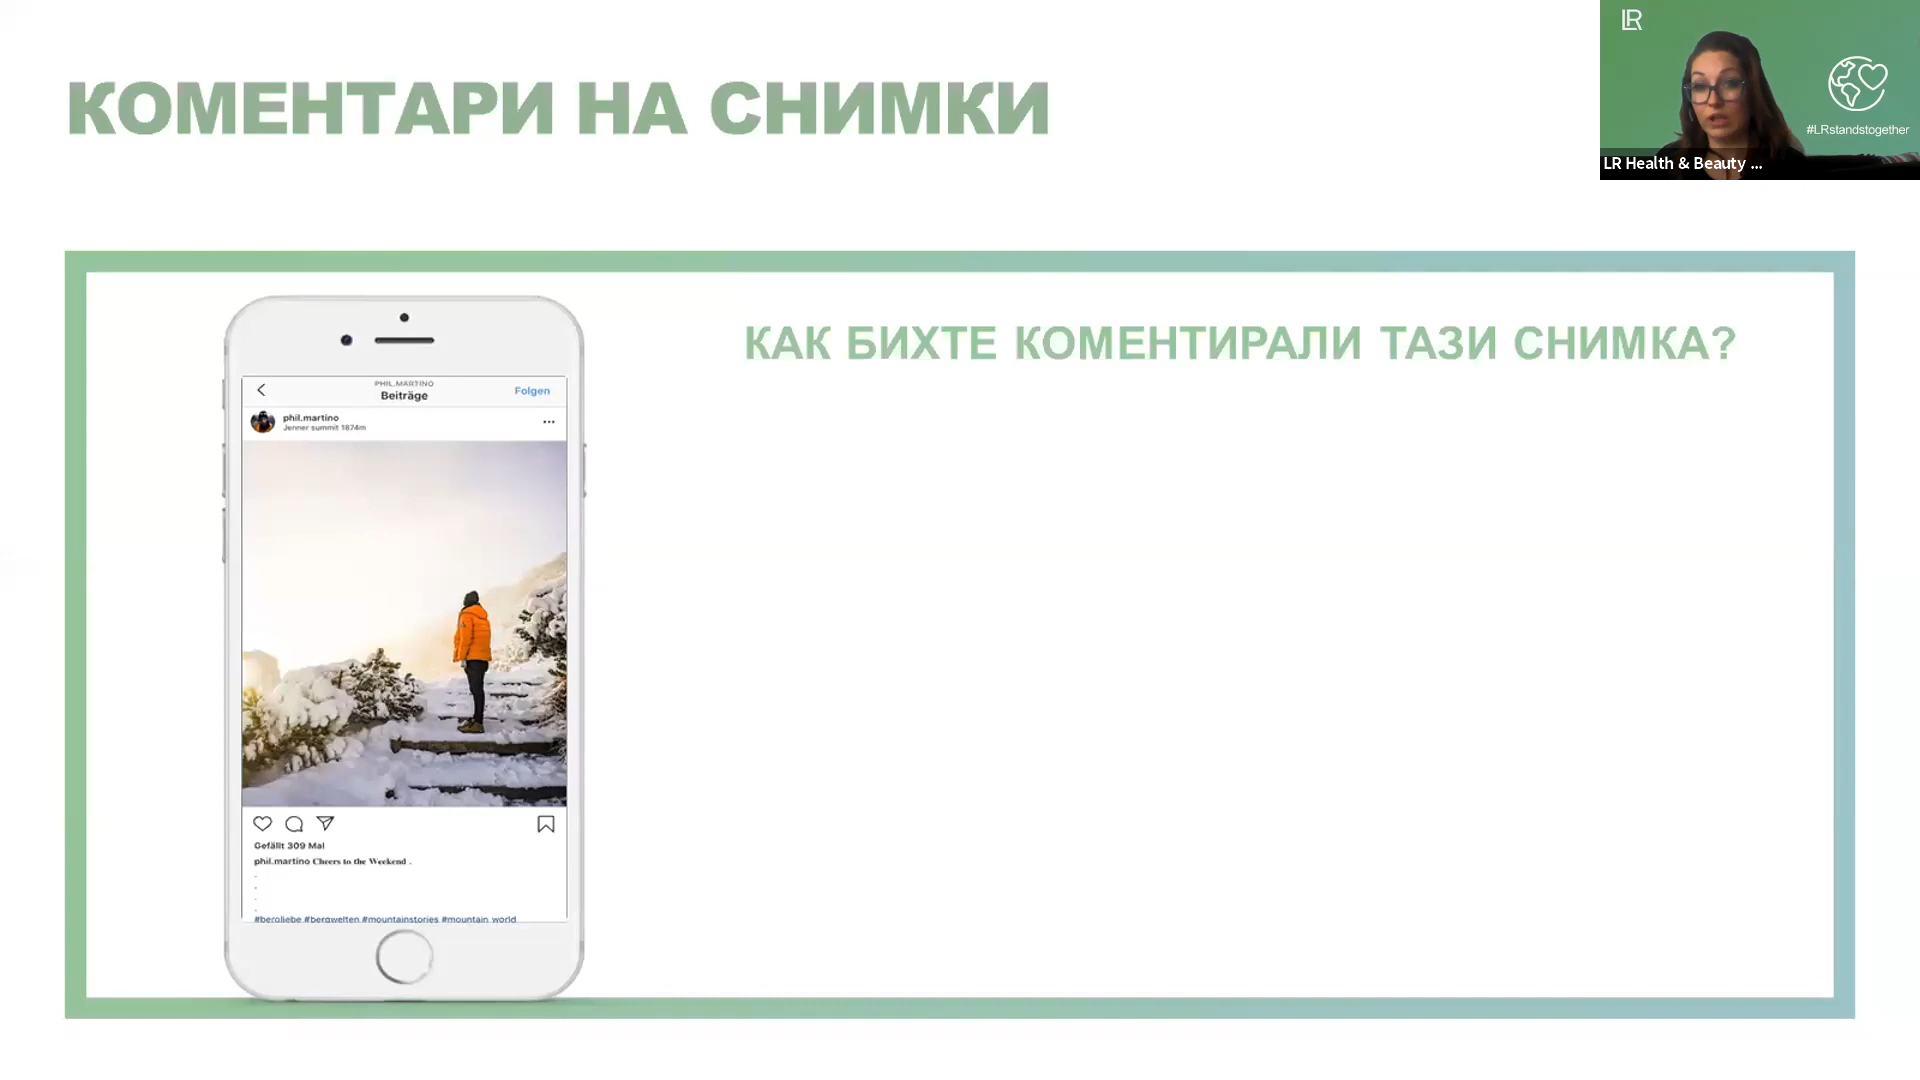 КОМЕНТАРИ НА СНИМКИ
LR
#LRstandstogether
LR Health & Beauty ...
КАК БИХТЕ КОМЕНТИРАЛИ ТАЗИ СНИМКА?
PHIL.MARTINO
Beiträge
Folgen
phil.martino
Jenner summit 1874m
Gefällt 309 Mal
phil.martino Cheers to the Weekend .
.
.
.
.
#bergliebe #bergwelten #mountainstories #mountain_world